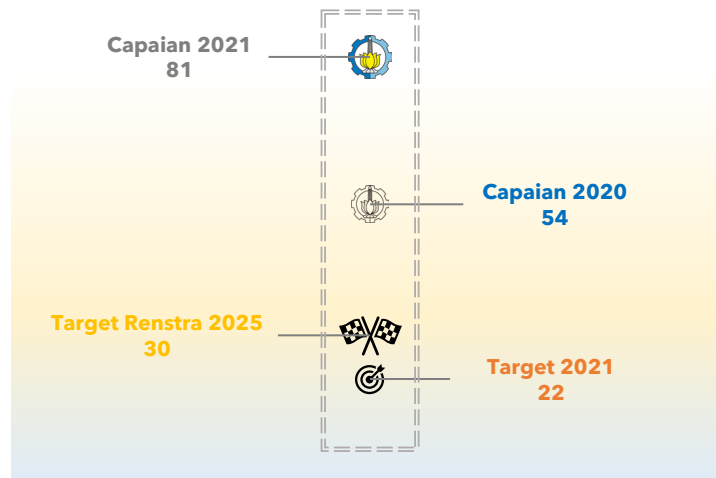 Capaian 2021
81
Capaian 2020
54
Target Renstra 2025
30
Target 2021
22